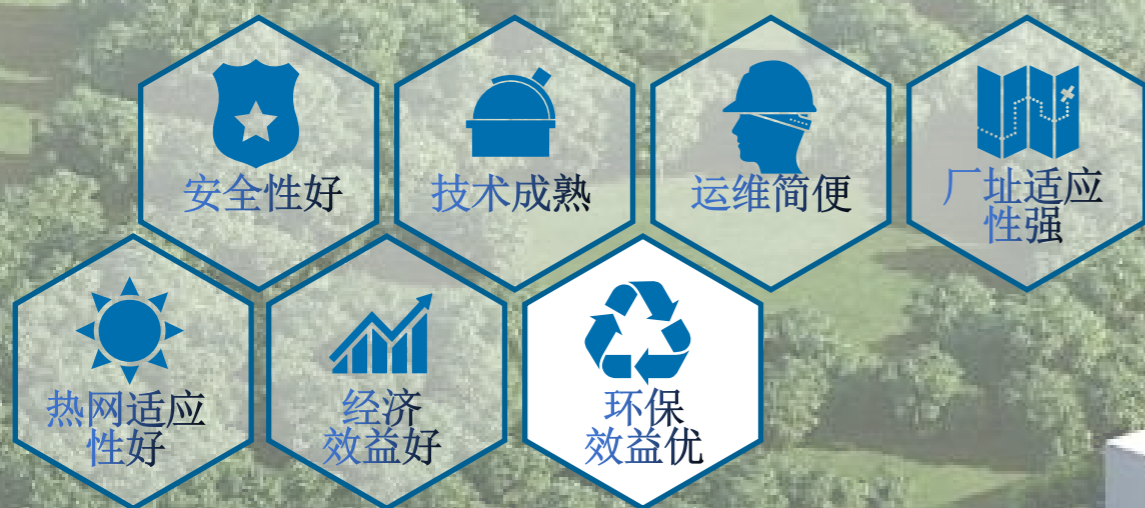 安全性好
技术成熟
运维简便
厂址适应
性强
热网适应
性好
经济
效益好
环保
效益优